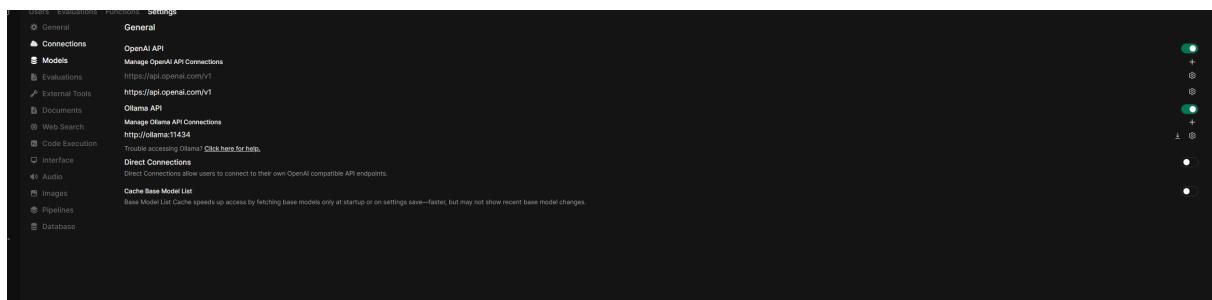 Users Evaluations Functions Settings
General
Connections
Models
Evaluations
External Tools
Documents
Web Search
Code Execution
Interface
Audio
Images
Pipelines
Database
General
OpenAI API
Manage OpenAI API Connections
https://api.openai.com/v1
https://api.openai.com/v1
Ollama API
Manage Ollama API Connections
http://ollama:11434
Trouble accessing Ollama? Click here for help.
Direct Connections
Direct Connections allow users to connect to their own OpenAI compatible API endpoints.
Cache Base Model List
Base Model List Cache speeds up access by fetching base models only at startup or on settings save—faster, but may not show recent base model changes.